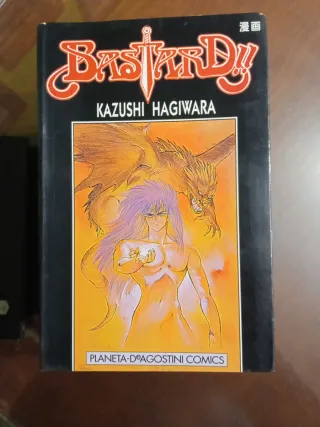 漫画
BASTARD!!
KAZUSHI HAGIWARA
PLANETA-DeAGOSTINI COMICS